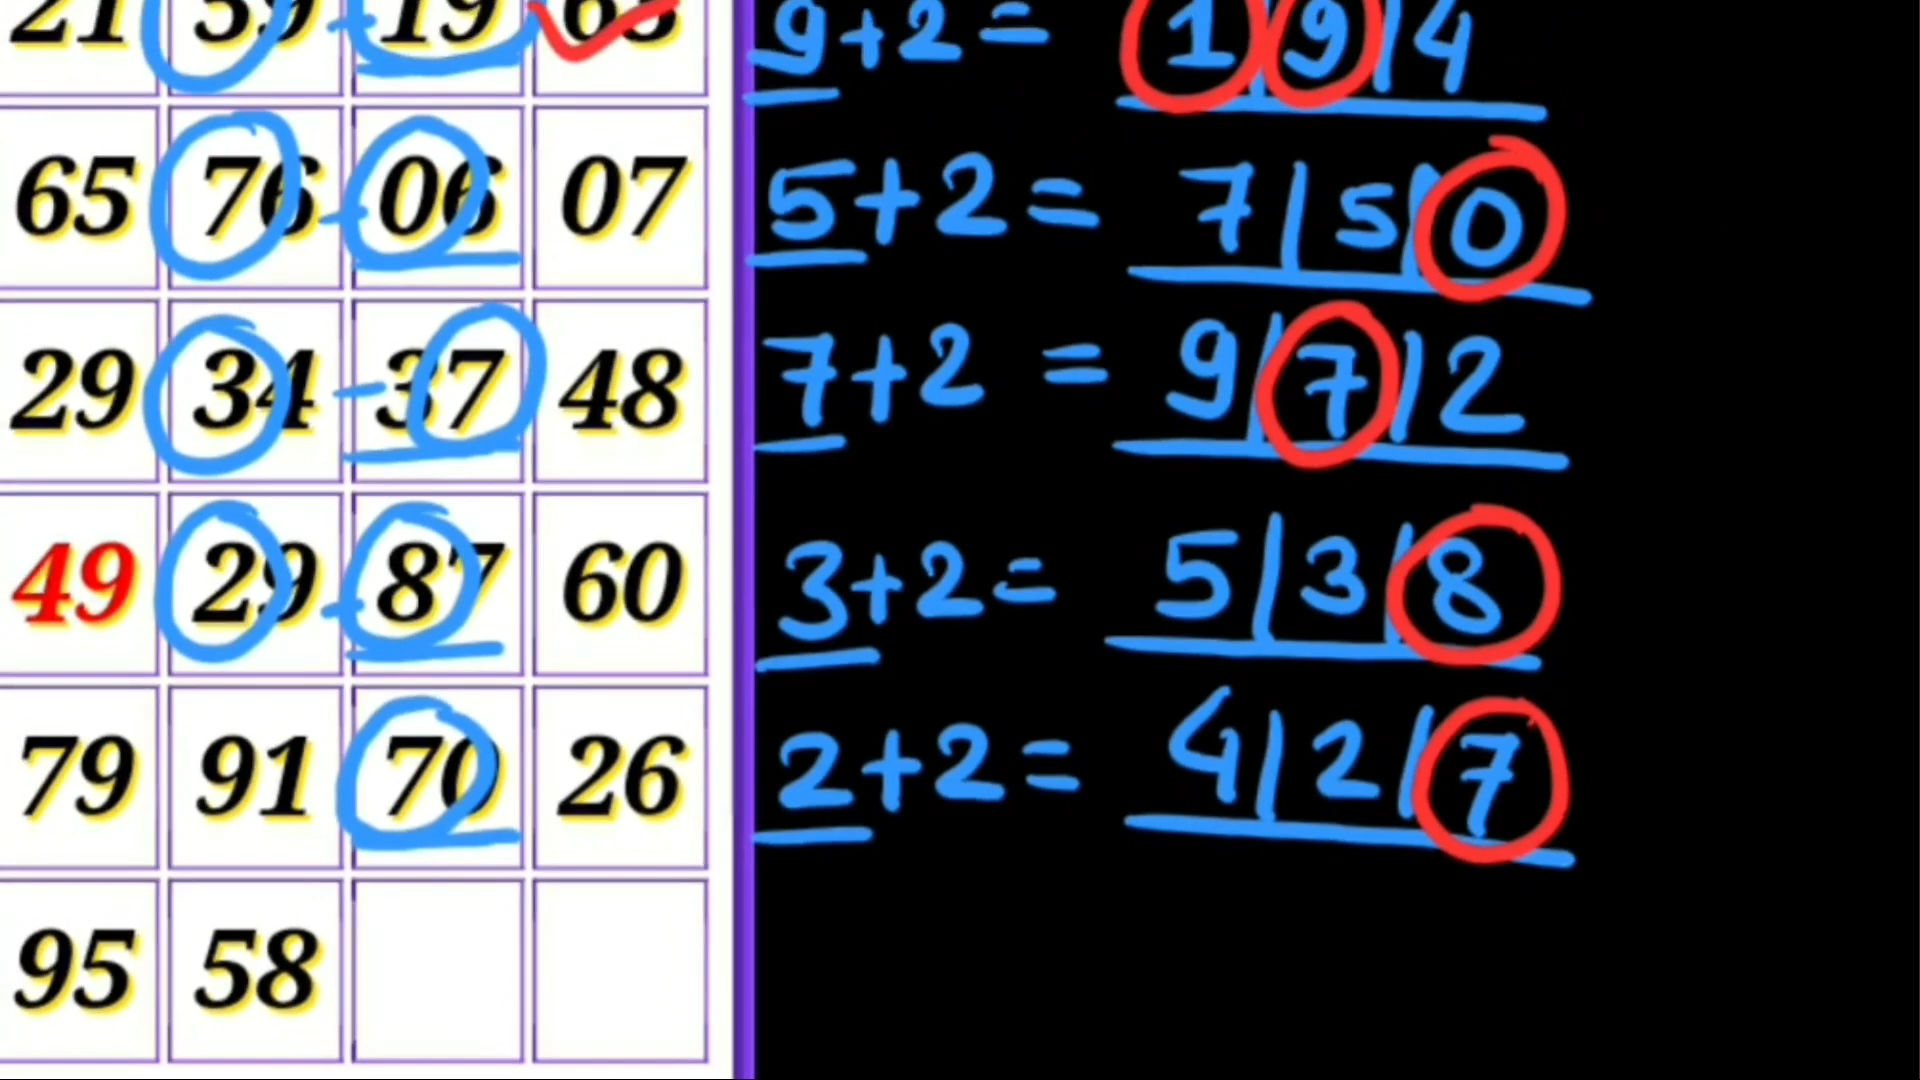 21 59 - 19 9+2= 1|9|4
65 76 - 06 07 5+2= 7|5|0
29 34 - 37 48 7+2 = 9|7|2
49 29 - 87 60 3+2= 5|3|8
79 91 70 26 2+2= 4|2|7
95 58